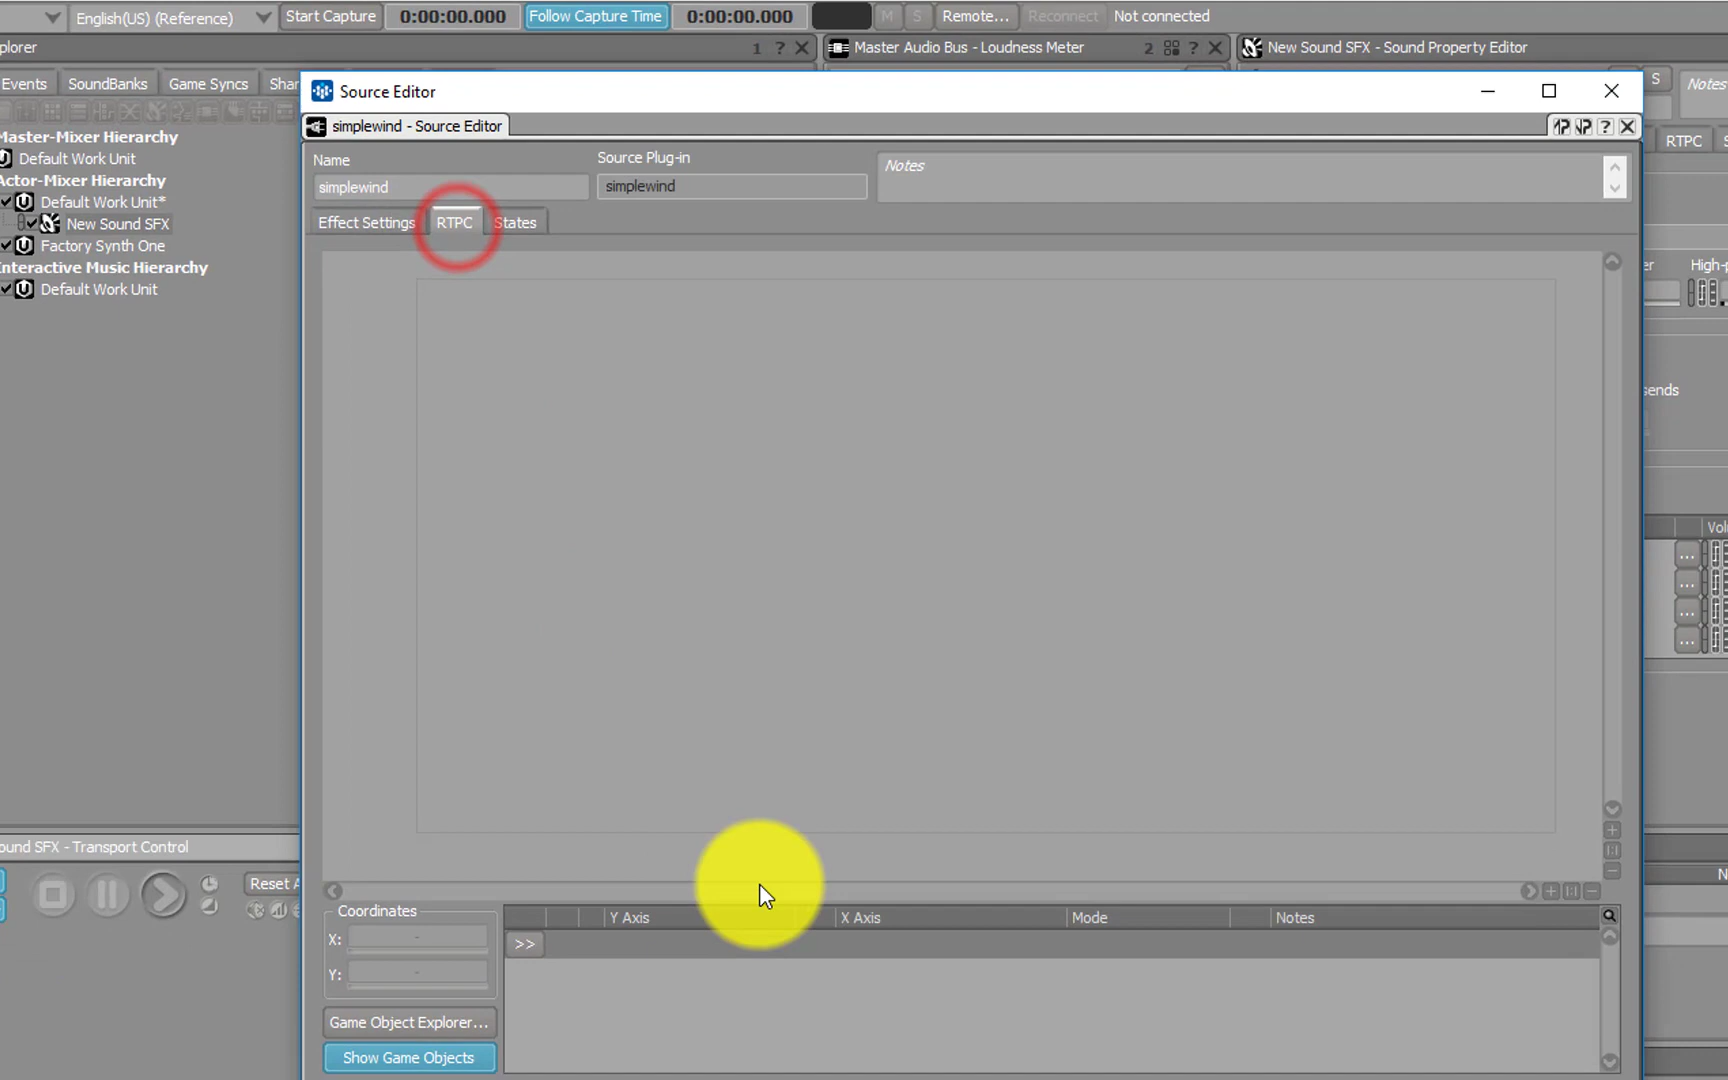 English(US) (Reference) Start Capture 0:00:00.000 Follow Capture Time 0:00:00.000 M S Remote... Reconnect Not connected
plorer 1 ? Master Audio Bus - Loudness Meter 2 ? New Sound SFX - Sound Property Editor
Events SoundBanks Game Syncs Shar
Source Editor
S Notes
simplewind - Source Editor ?
Master-Mixer Hierarchy
Default Work Unit
Actor-Mixer Hierarchy
Default Work Unit*
New Sound SFX
Factory Synth One
Interactive Music Hierarchy
Default Work Unit
Name Source Plug-in Notes
simplewind simplewind
Effect Settings RTPC States
RTPC S
er High-p
sends
Volu
ound SFX - Transport Control
Reset A
N
Coordinates
X: -
Y: -
Y Axis X Axis Mode Notes
>>
Game Object Explorer...
Show Game Objects